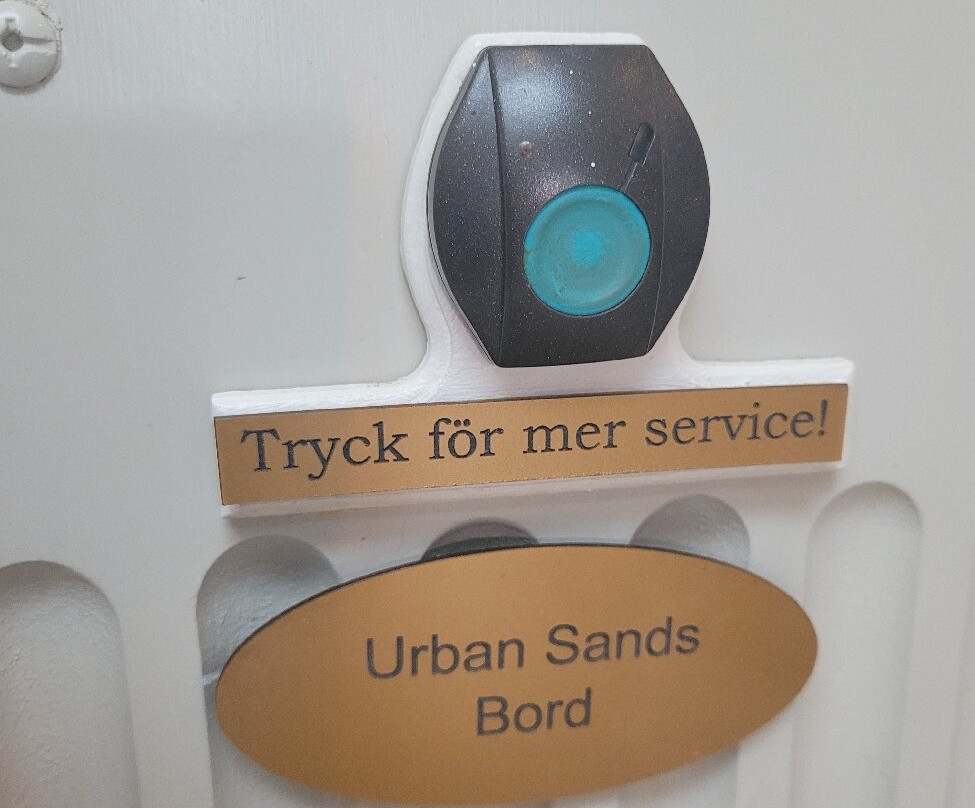 Tryck för mer service!
Urban Sands
Bord